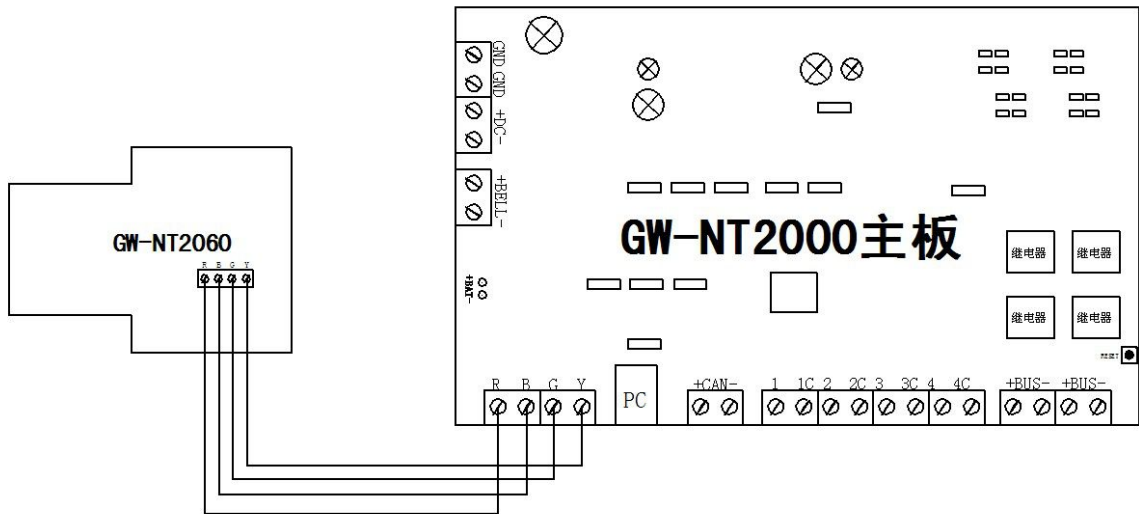 GND GND
+DC-
+BELL-
GW-NT2060
R B G Y
GW-NT2000主板
继电器 继电器
+BAT-
继电器 继电器
RESET
R B G Y
PC
+CAN-
1 1C 2 2C 3 3C 4 4C
+BUS- +BUS-